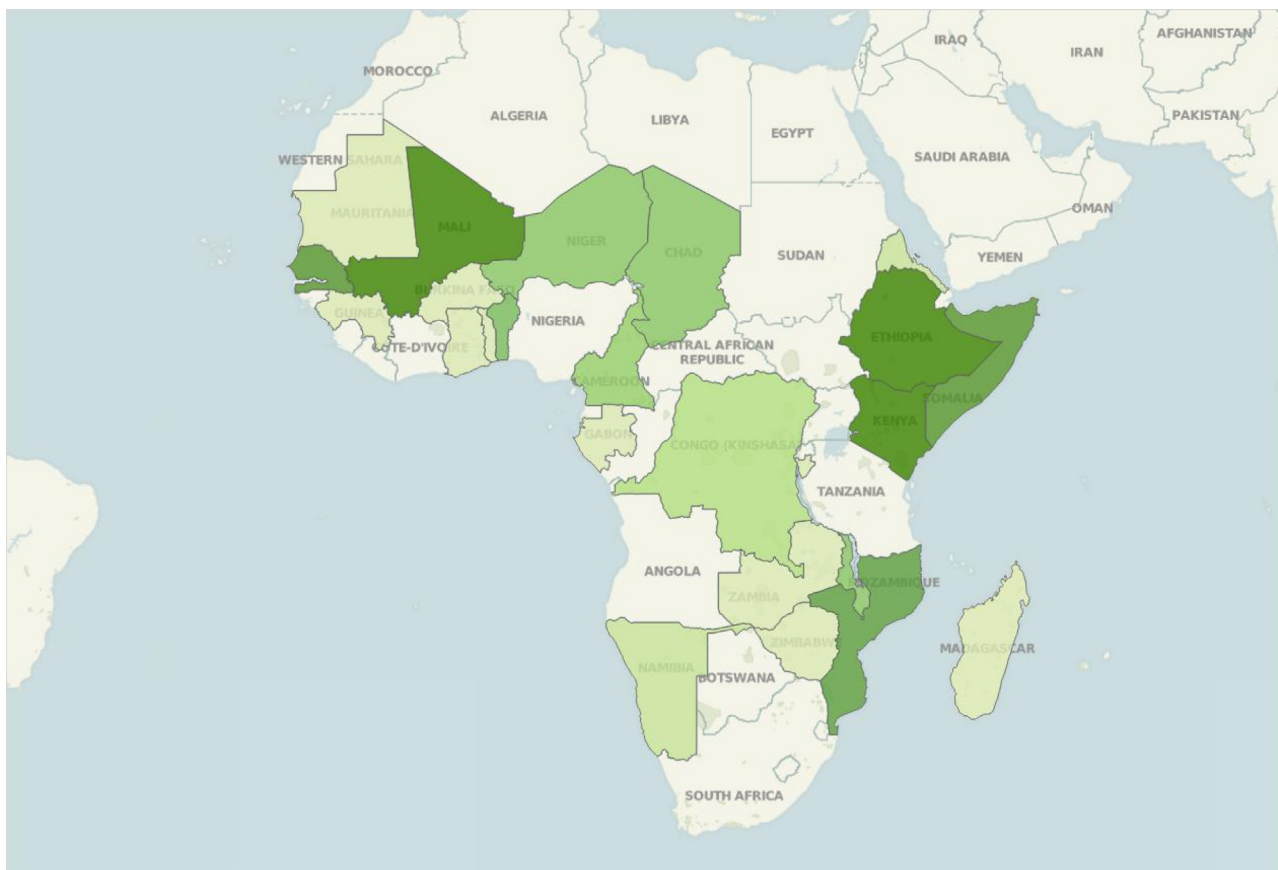 AFGHANISTAN
IRAQ
IRAN
MOROCCO
ALGERIA
LIBYA
EGYPT
PAKISTAN
WESTERN
SAHARA
SAUDI ARABIA
OMAN
MAURITANIA
MALI
NIGER
CHAD
SUDAN
YEMEN
BURKINA FASO
GUINEA
NIGERIA
ETHIOPIA
COTE-D'IVOIRE
CENTRAL AFRICAN
REPUBLIC
CAMEROON
SOMALIA
KENYA
GABON
CONGO (KINSHASA)
TANZANIA
ANGOLA
MOZAMBIQUE
ZAMBIA
ZIMBABWE
MADAGASCAR
NAMIBIA
BOTSWANA
SOUTH AFRICA